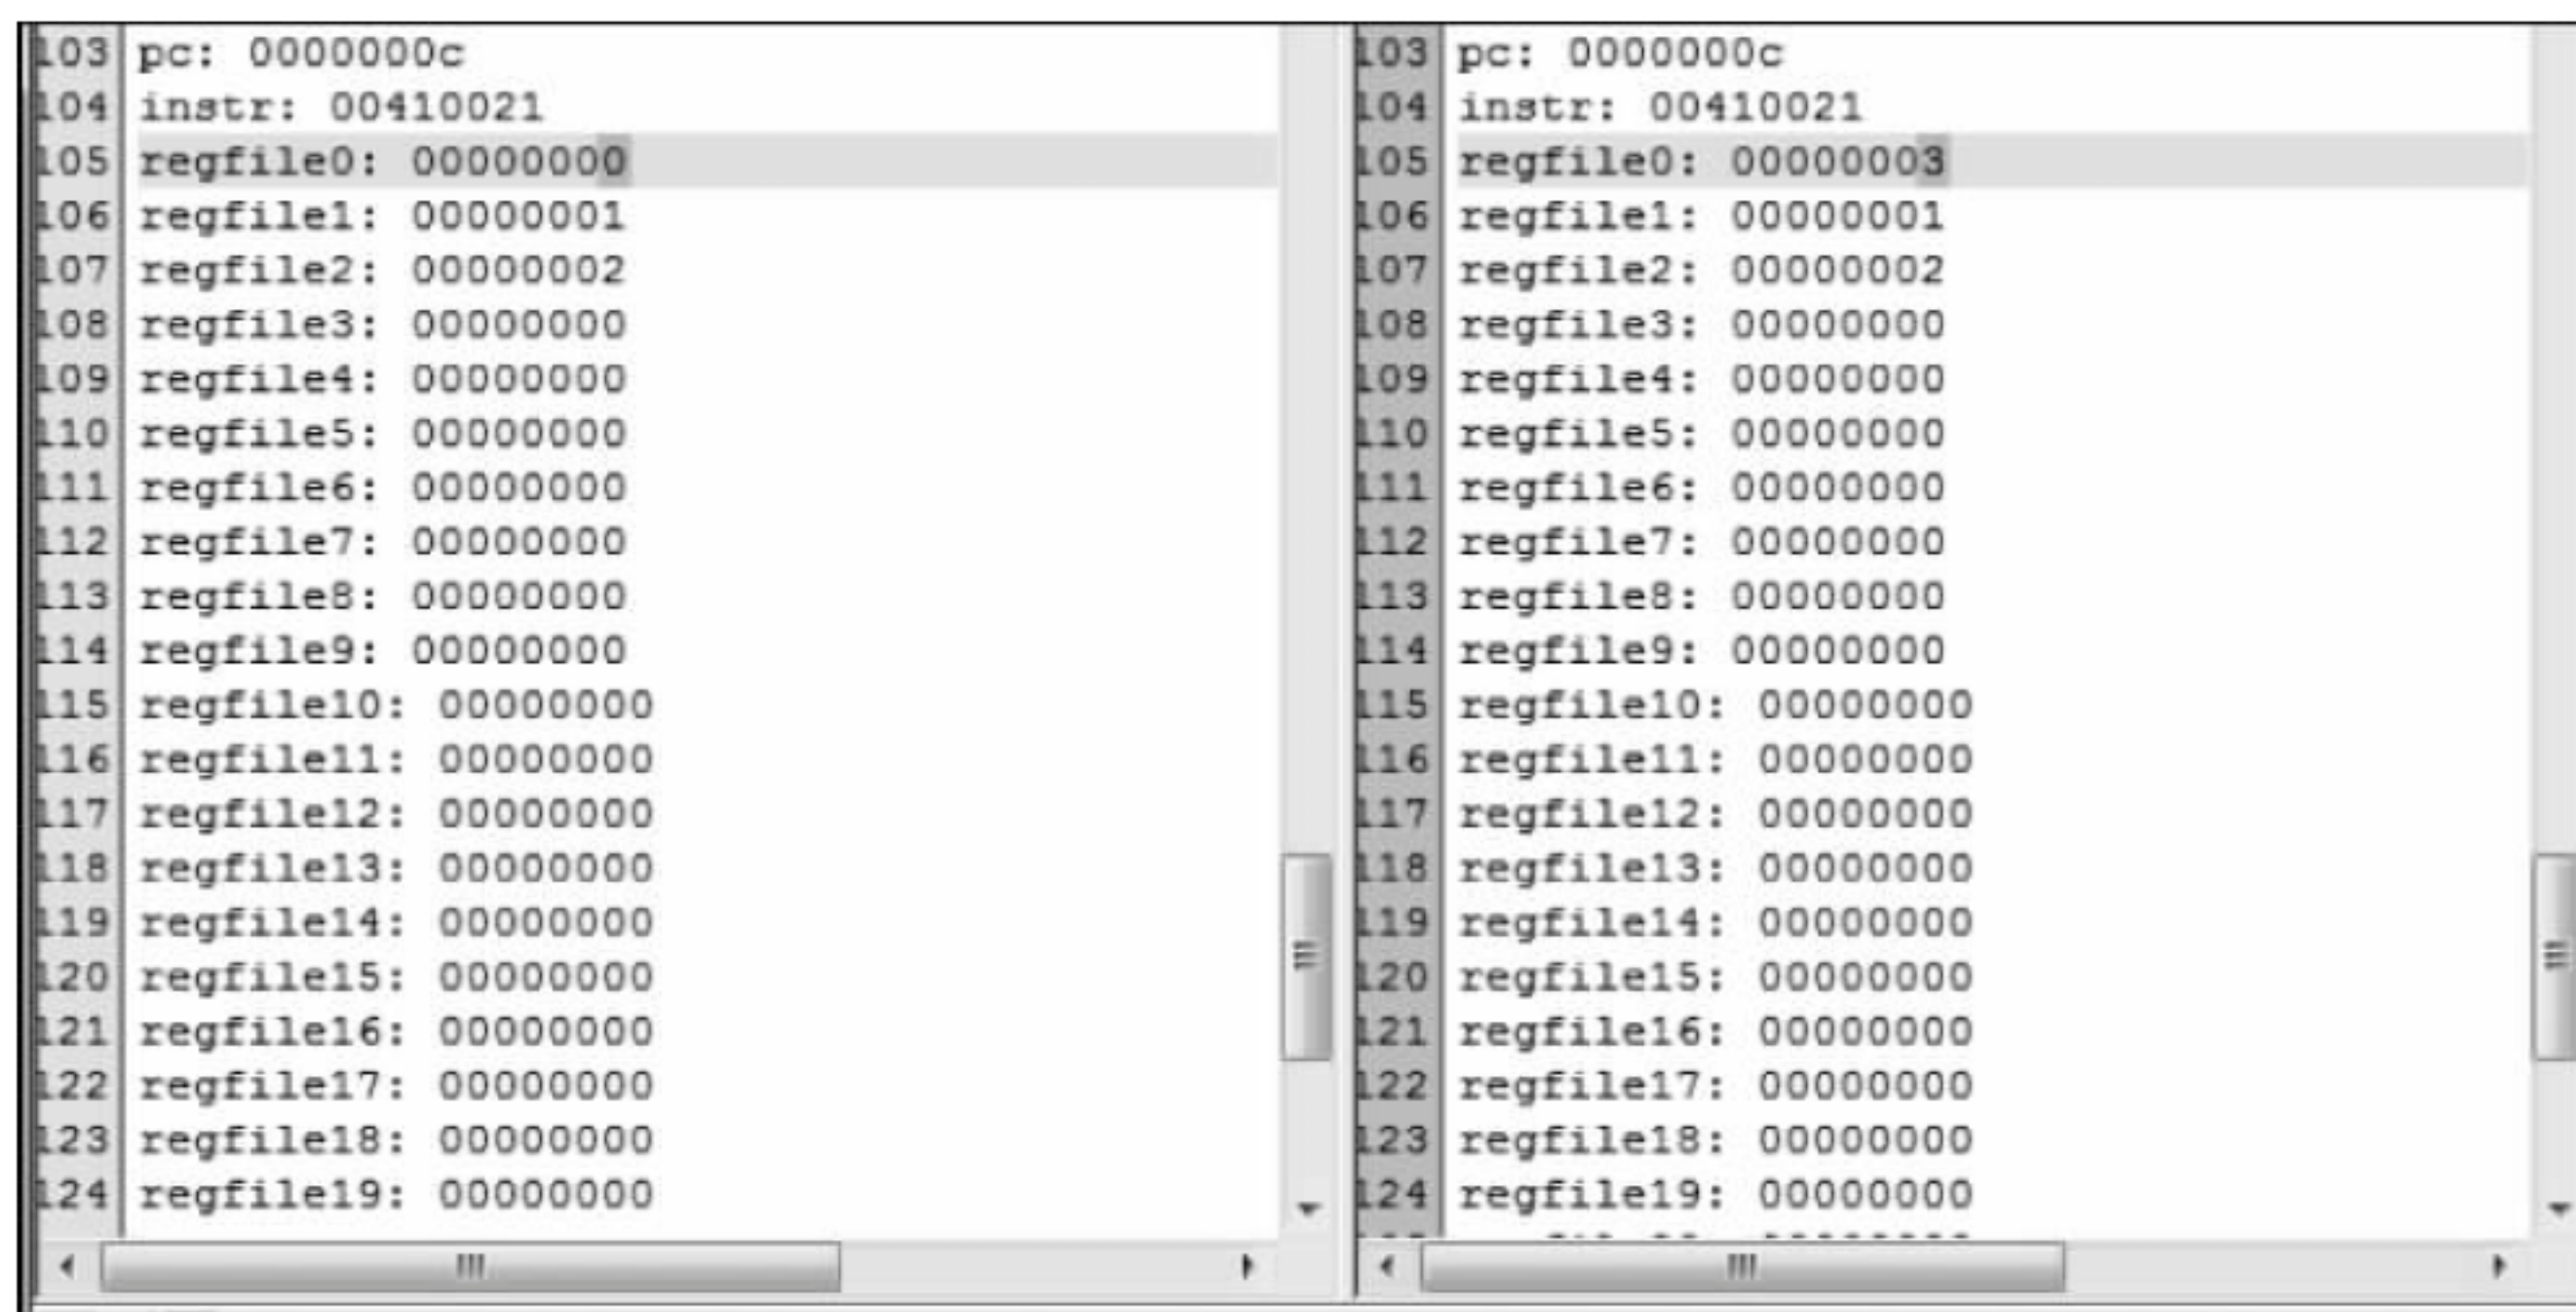 103 pc: 0000000c
104 instr: 00410021
105 regfile0: 00000000
106 regfile1: 00000001
107 regfile2: 00000002
108 regfile3: 00000000
109 regfile4: 00000000
110 regfile5: 00000000
111 regfile6: 00000000
112 regfile7: 00000000
113 regfile8: 00000000
114 regfile9: 00000000
115 regfile10: 00000000
116 regfile11: 00000000
117 regfile12: 00000000
118 regfile13: 00000000
119 regfile14: 00000000
120 regfile15: 00000000
121 regfile16: 00000000
122 regfile17: 00000000
123 regfile18: 00000000
124 regfile19: 00000000
103 pc: 0000000c
104 instr: 00410021
105 regfile0: 00000003
106 regfile1: 00000001
107 regfile2: 00000002
108 regfile3: 00000000
109 regfile4: 00000000
110 regfile5: 00000000
111 regfile6: 00000000
112 regfile7: 00000000
113 regfile8: 00000000
114 regfile9: 00000000
115 regfile10: 00000000
116 regfile11: 00000000
117 regfile12: 00000000
118 regfile13: 00000000
119 regfile14: 00000000
120 regfile15: 00000000
121 regfile16: 00000000
122 regfile17: 00000000
123 regfile18: 00000000
124 regfile19: 00000000